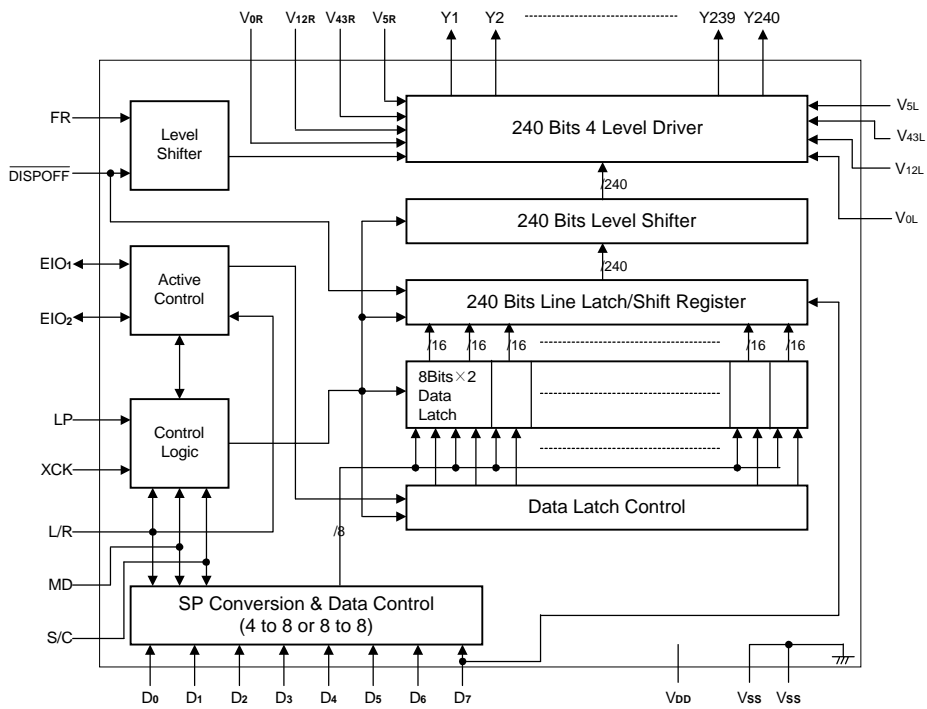 V0R V12R V43R V5R Y1 Y2 Y239 Y240
FR
Level
Shifter
240 Bits 4 Level Driver
V5L
V43L
V12L
V0L
DISPOFF
/240
240 Bits Level Shifter
/240
EIO1
EIO2
Active
Control
240 Bits Line Latch/Shift Register
/16 /16 /16 /16 /16
8Bits×2
Data
Latch
LP
XCK
Control
Logic
Data Latch Control
L/R
/8
MD
S/C
SP Conversion & Data Control
(4 to 8 or 8 to 8)
D0 D1 D2 D3 D4 D5 D6 D7 VDD VSS VSS